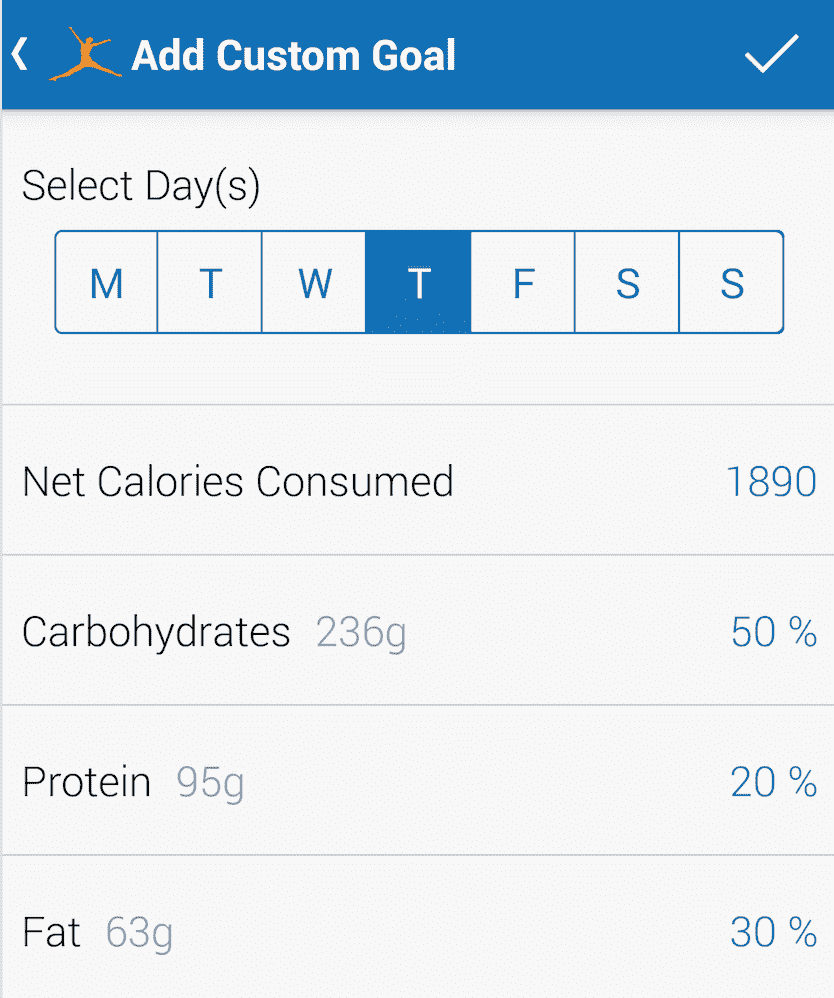 Add Custom Goal
Select Day(s)
M T W T F S S
Net Calories Consumed 1890
Carbohydrates 236g 50 %
Protein 95g 20 %
Fat 63g 30 %